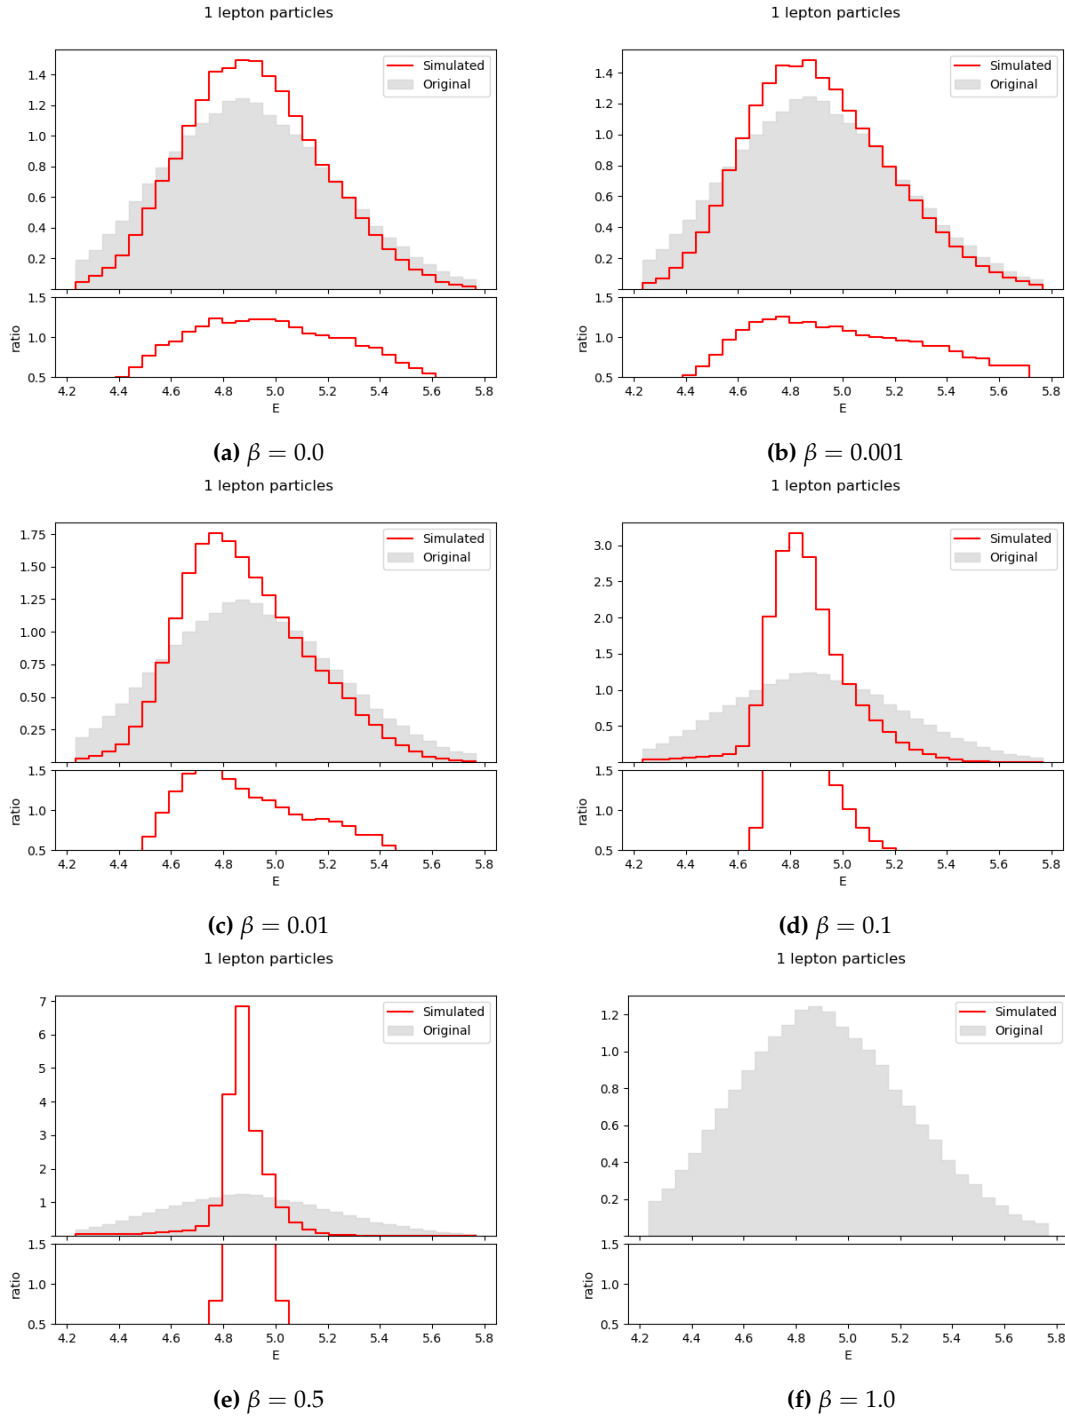 1 lepton particles
Simulated
Original
1.4
1.2
1.0
0.8
0.6
0.4
0.2
1.5
1.0
0.5
ratio
4.2 4.4 4.6 4.8 5.0 5.2 5.4 5.6 5.8
E
(a) β = 0.0
1 lepton particles
Simulated
Original
1.4
1.2
1.0
0.8
0.6
0.4
0.2
1.5
1.0
0.5
ratio
4.2 4.4 4.6 4.8 5.0 5.2 5.4 5.6 5.8
E
(b) β = 0.001
1 lepton particles
Simulated
Original
1.75
1.50
1.25
1.00
0.75
0.50
0.25
1.5
1.0
0.5
ratio
4.2 4.4 4.6 4.8 5.0 5.2 5.4 5.6 5.8
E
(c) β = 0.01
1 lepton particles
Simulated
Original
3.0
2.5
2.0
1.5
1.0
0.5
1.5
1.0
0.5
ratio
4.2 4.4 4.6 4.8 5.0 5.2 5.4 5.6 5.8
E
(d) β = 0.1
1 lepton particles
Simulated
Original
7
6
5
4
3
2
1
1.5
1.0
0.5
ratio
4.2 4.4 4.6 4.8 5.0 5.2 5.4 5.6 5.8
E
(e) β = 0.5
1 lepton particles
Simulated
Original
1.2
1.0
0.8
0.6
0.4
0.2
1.5
1.0
0.5
ratio
4.2 4.4 4.6 4.8 5.0 5.2 5.4 5.6 5.8
E
(f) β = 1.0